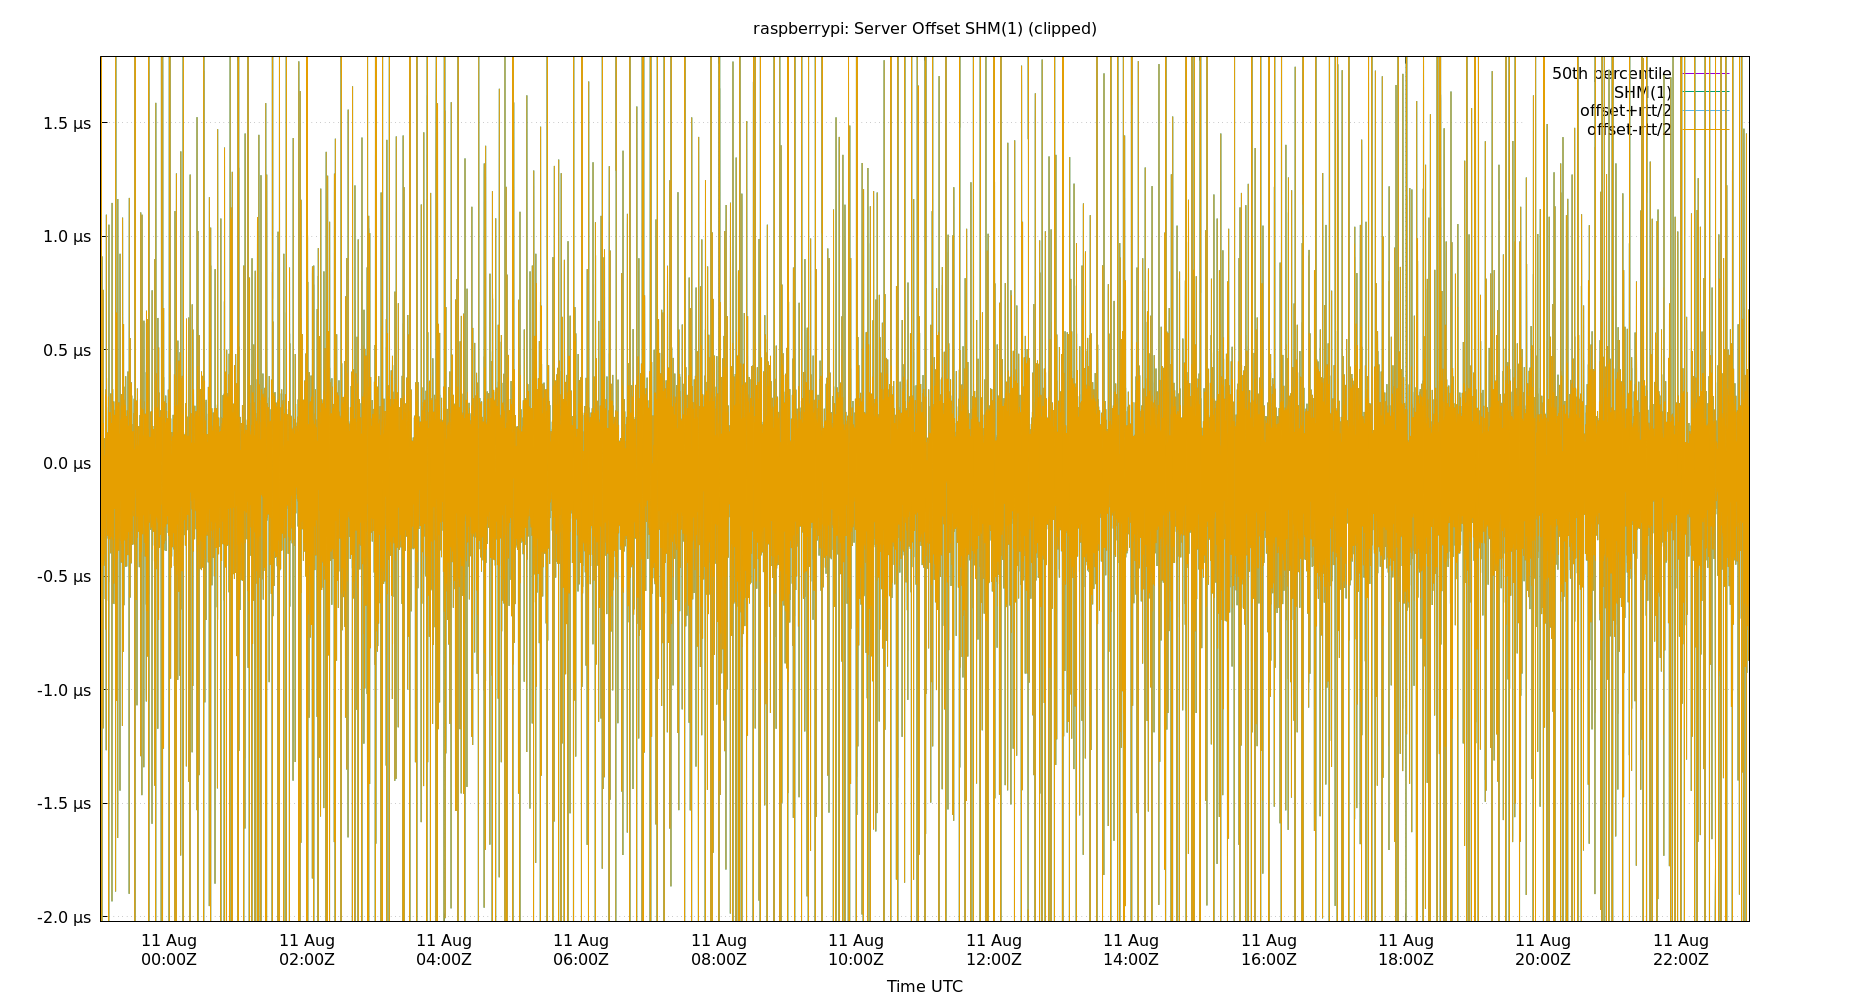 raspberrypi: Server Offset SHM(1) (clipped)
50th percentile
SHM(1)
offset+rtt/2
offset-rtt/2
1.5 µs
1.0 µs
0.5 µs
0.0 µs
-0.5 µs
-1.0 µs
-1.5 µs
-2.0 µs
11 Aug 11 Aug 11 Aug 11 Aug 11 Aug 11 Aug 11 Aug 11 Aug 11 Aug 11 Aug 11 Aug 11 Aug
00:00Z 02:00Z 04:00Z 06:00Z 08:00Z 10:00Z 12:00Z 14:00Z 16:00Z 18:00Z 20:00Z 22:00Z
Time UTC